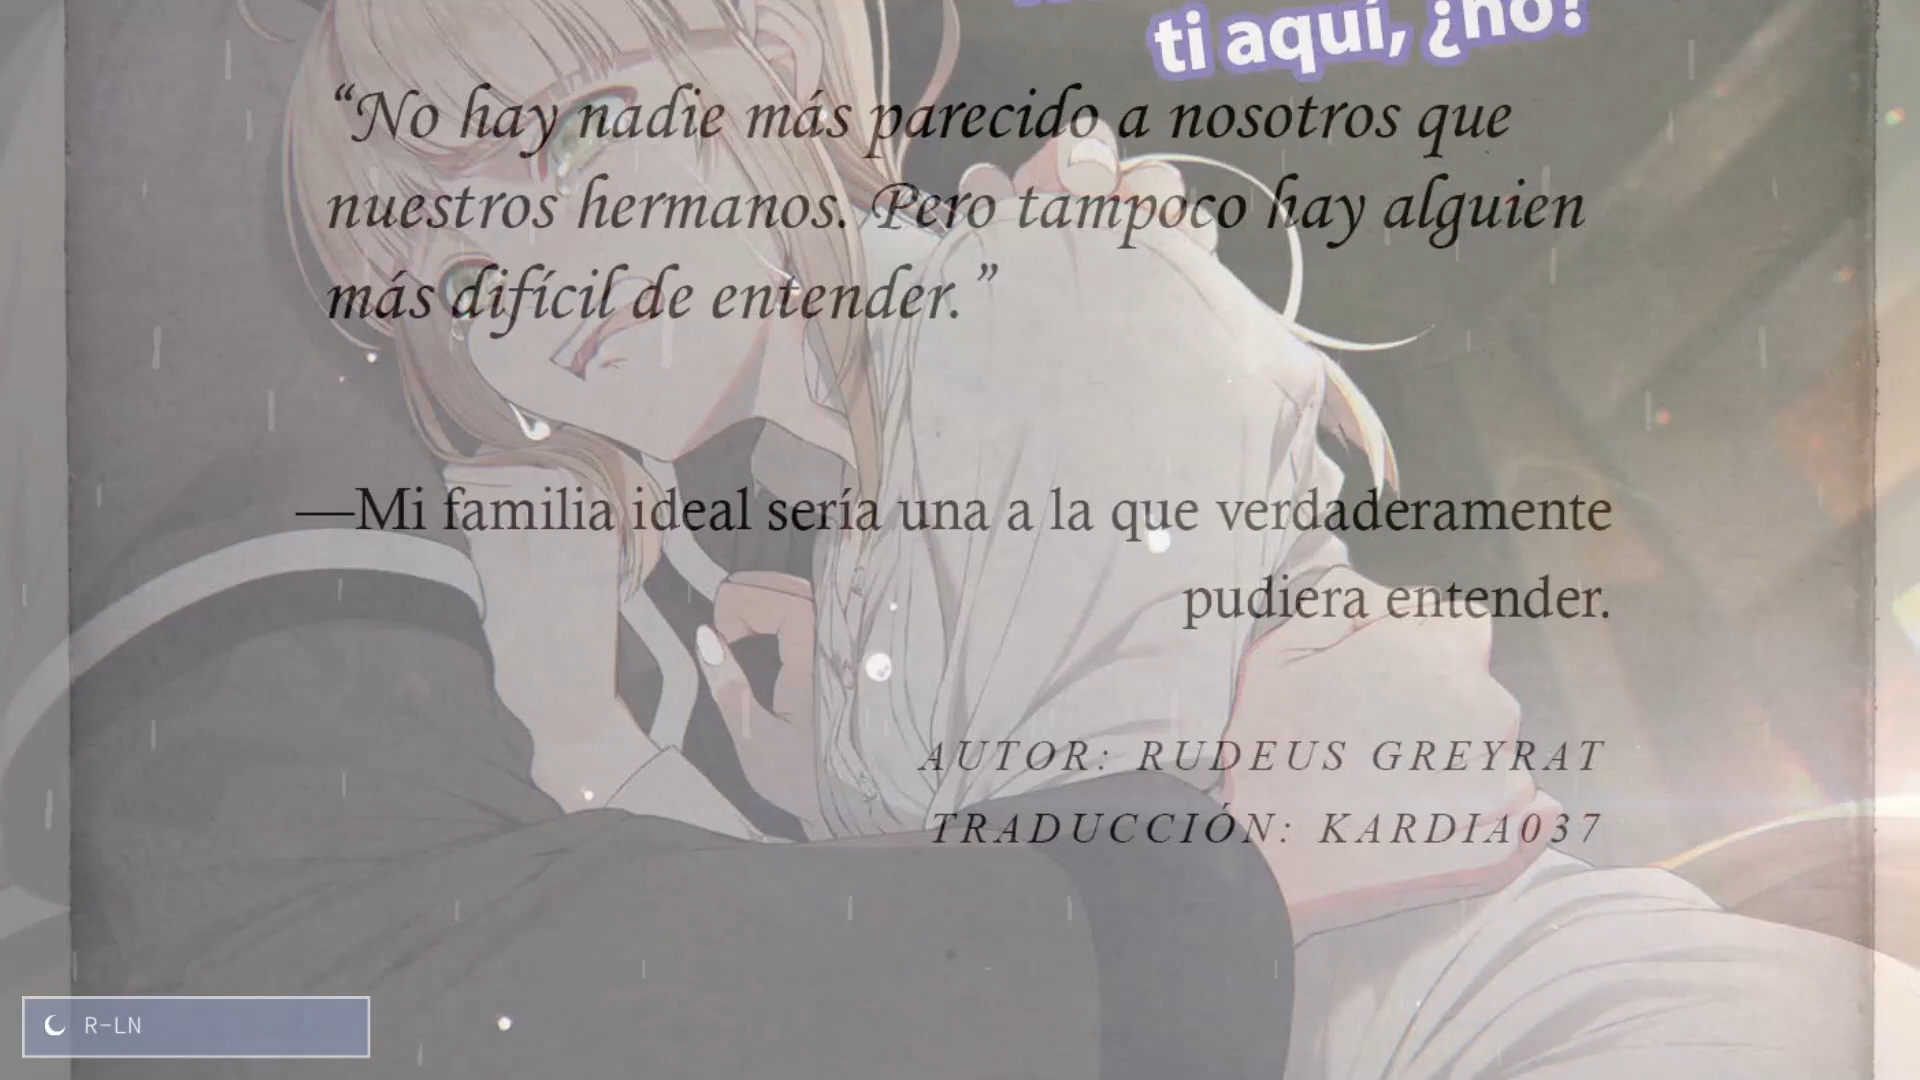 ti aquí, ¿no?
“No hay nadie más parecido a nosotros que
nuestros hermanos. Pero tampoco hay alguien
más difícil de entender.”
—Mi familia ideal sería una a la que verdaderamente
pudiera entender.
AUTOR: RUDEUS GREYRAT
TRADUCCIÓN: KARDIA037
R-LN